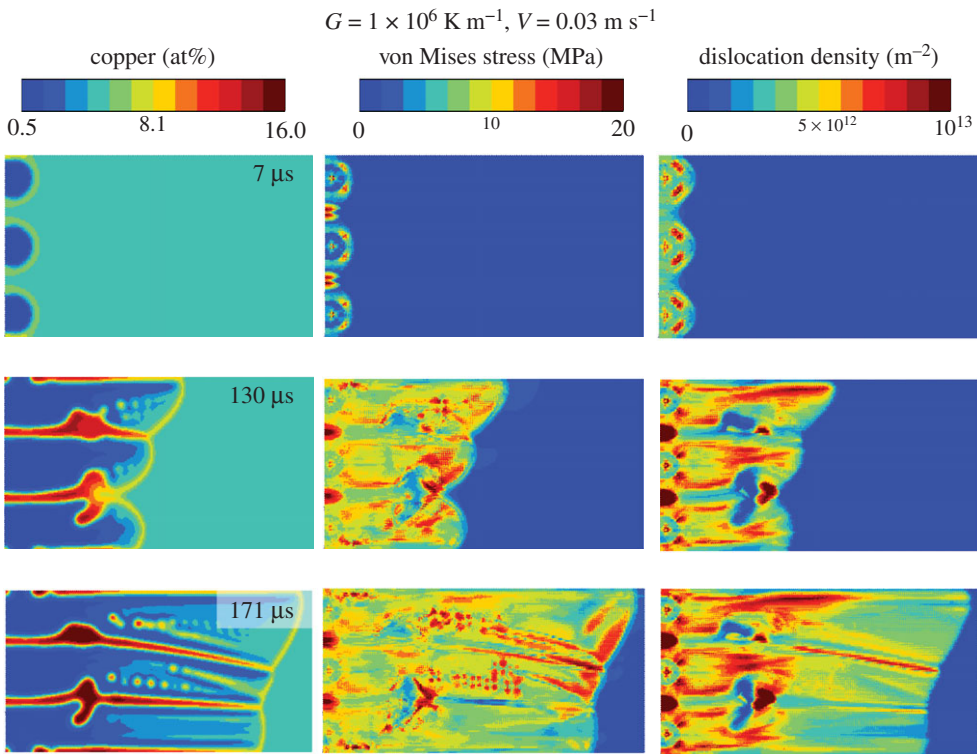 G = 1 × 10⁶ K m⁻¹, V = 0.03 m s⁻¹
copper (at%)
von Mises stress (MPa)
dislocation density (m⁻²)
0.5 8.1 16.0
0 10 20
0 5 × 10¹² 10¹³
7 µs
130 µs
171 µs